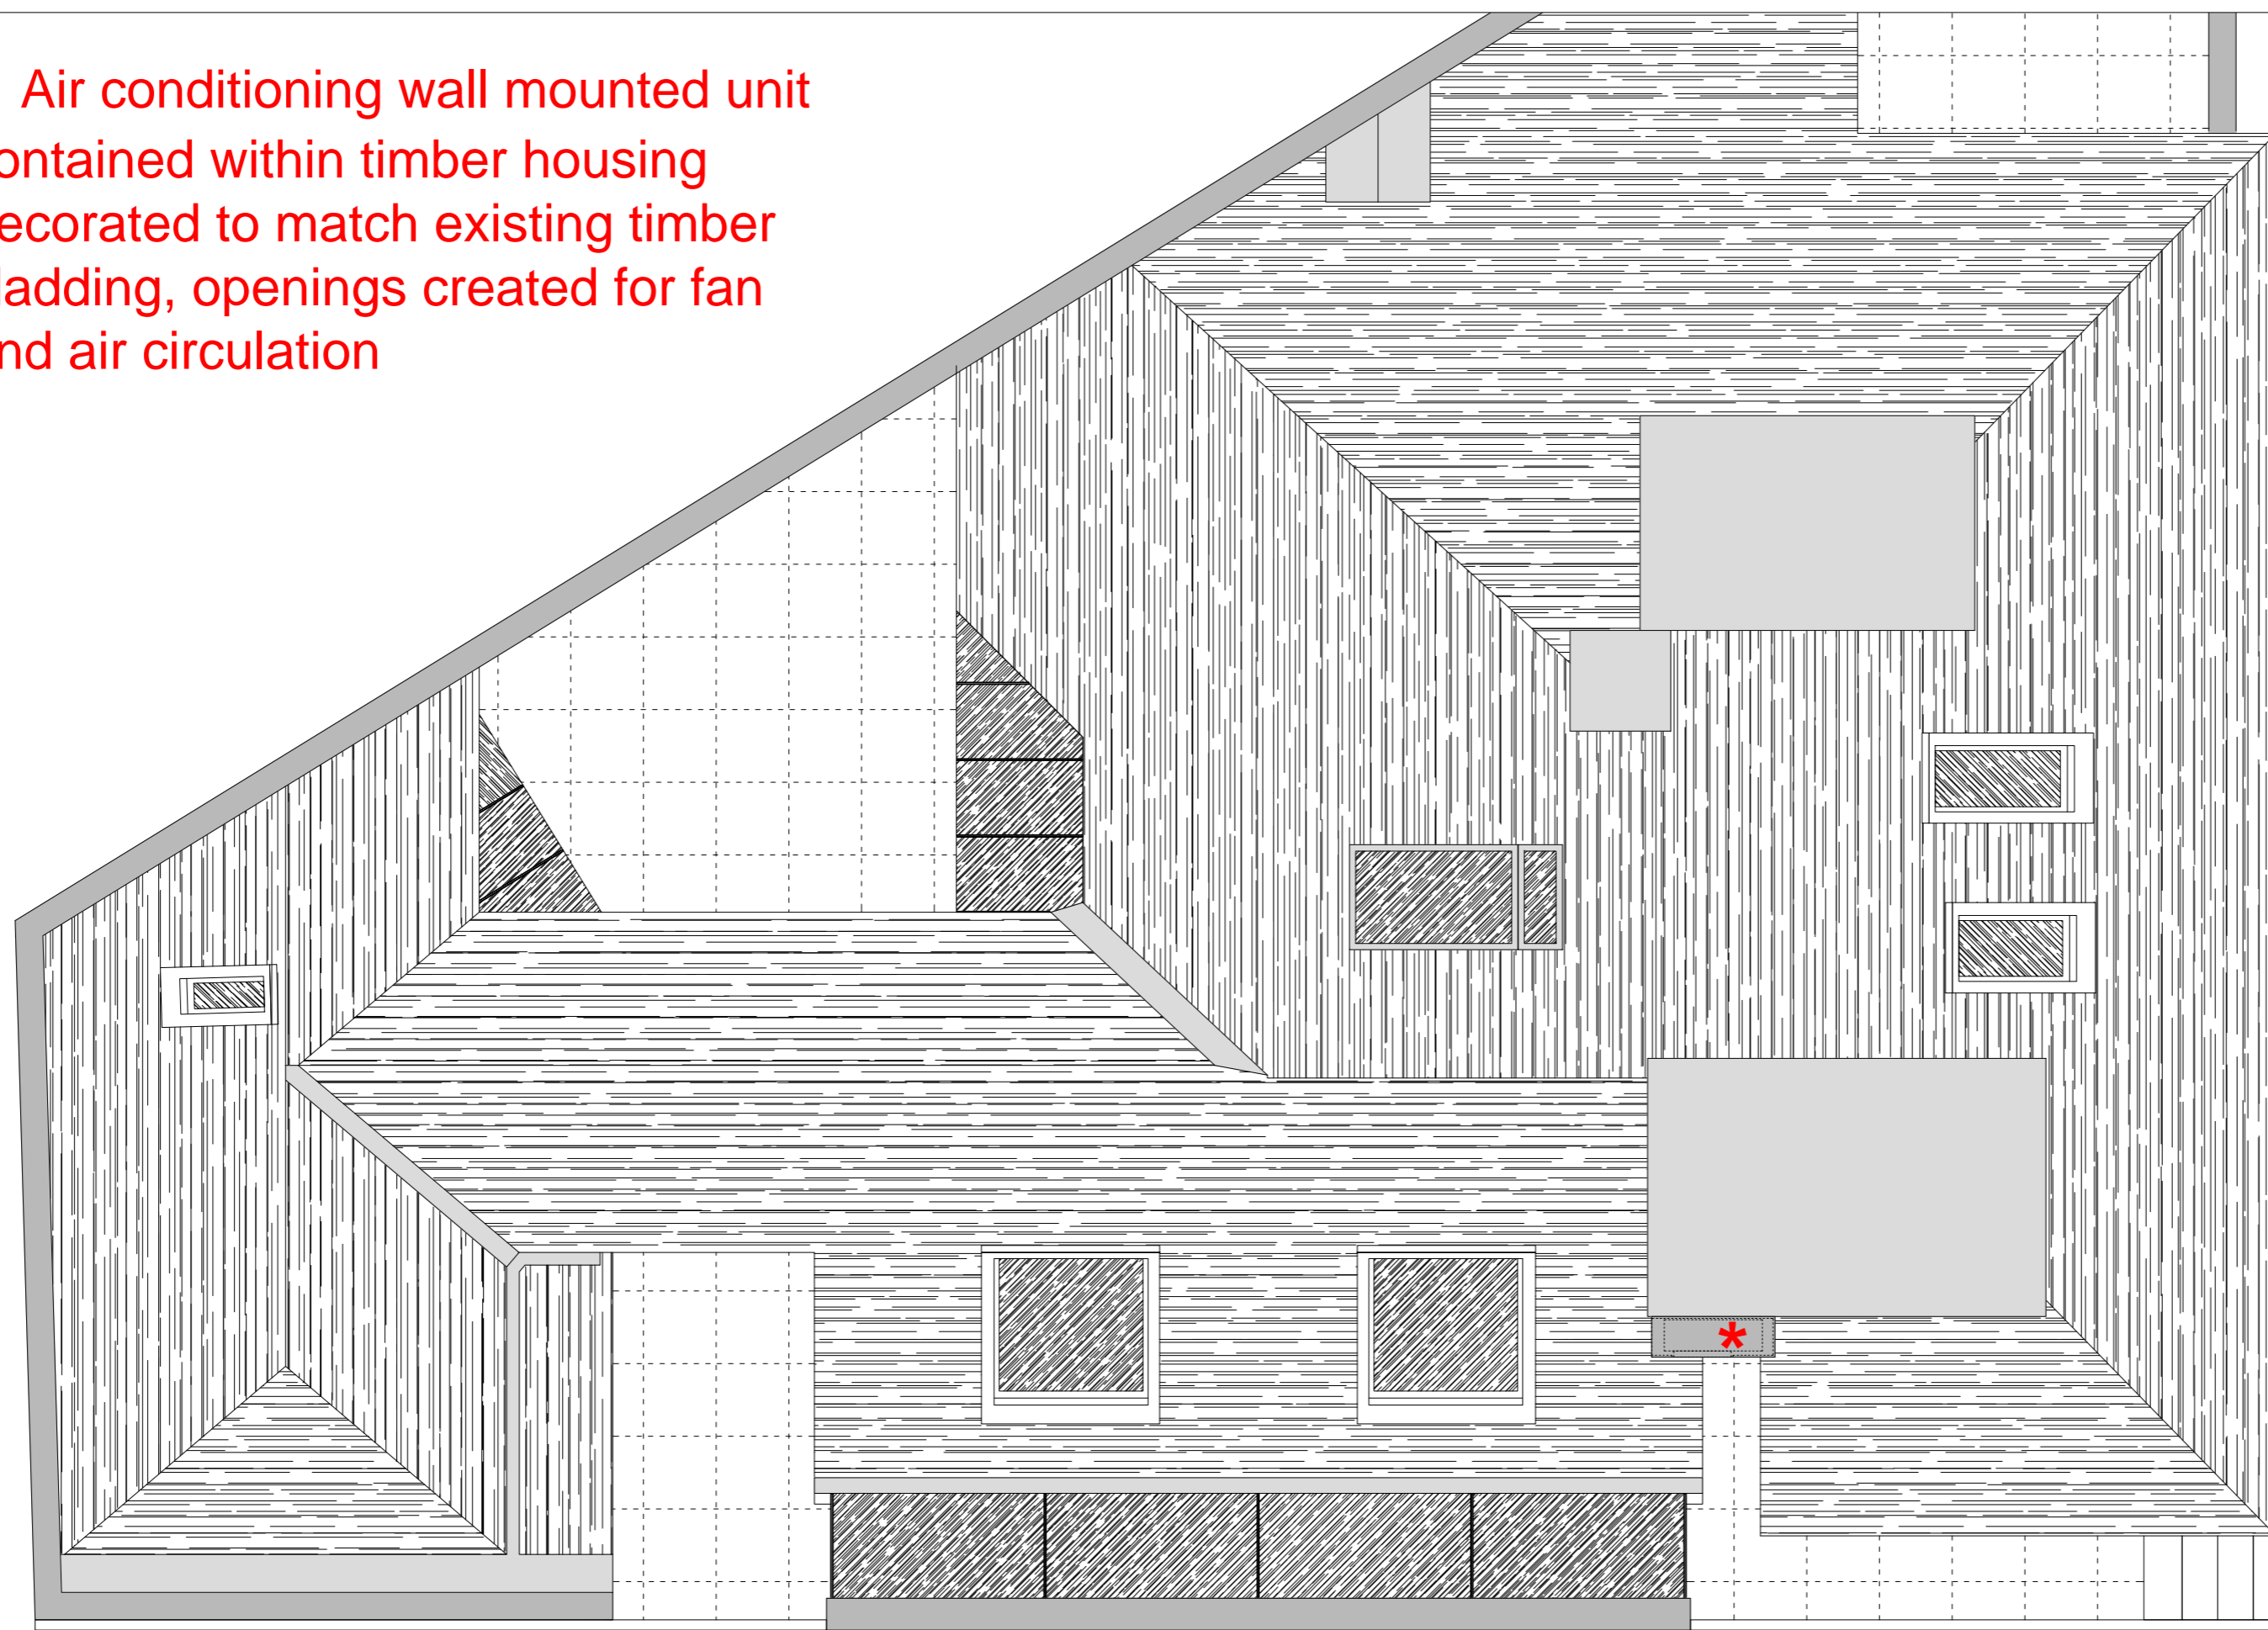 Air conditioning wall mounted unit
ontained within timber housing
ecorated to match existing timber
ladding, openings created for fan
nd air circulation
*